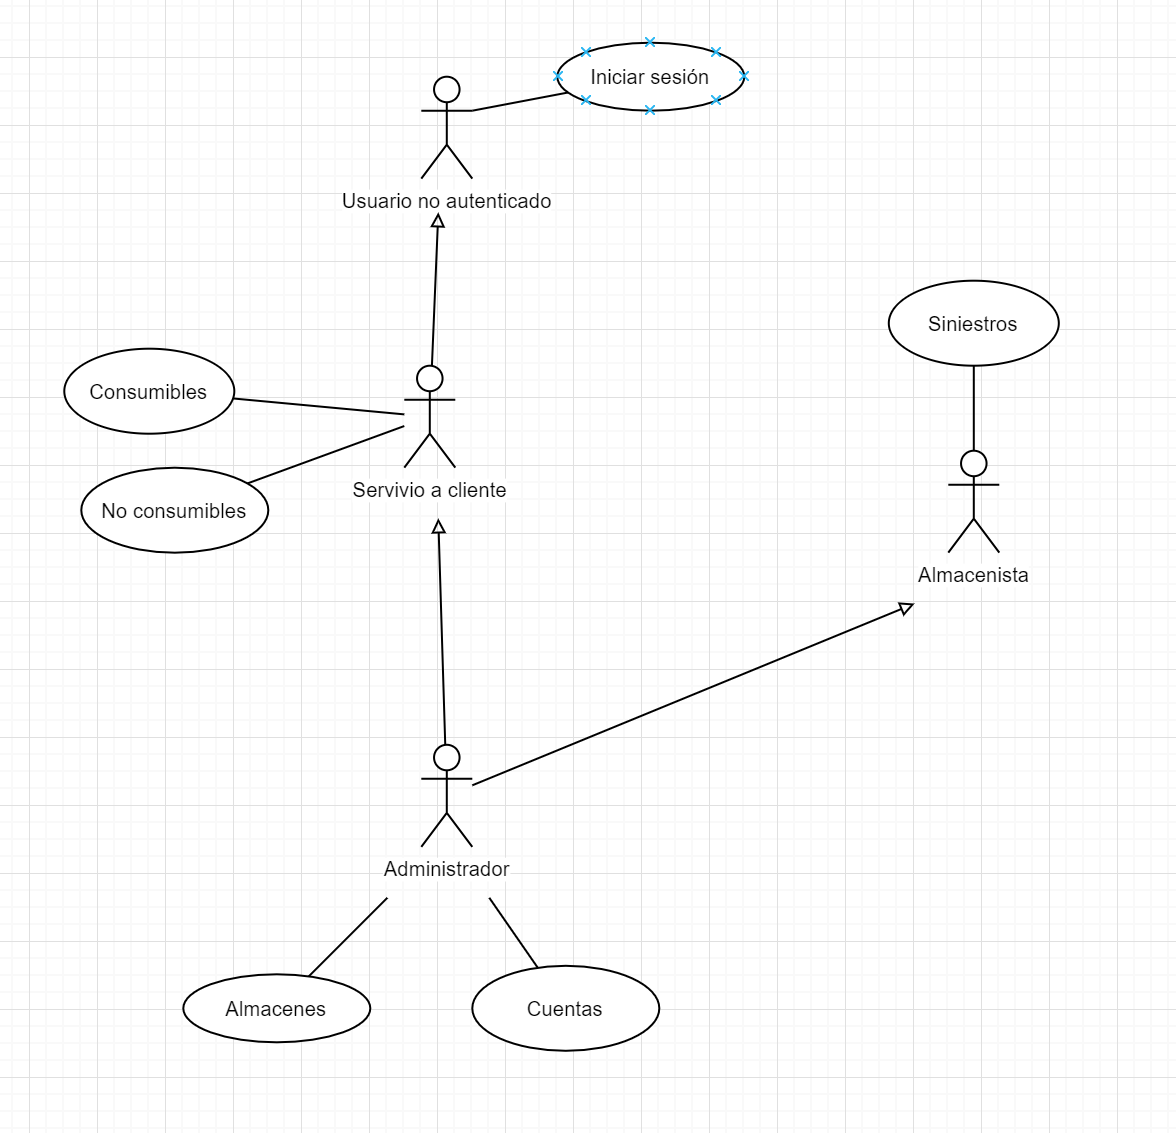 Iniciar sesión
Usuario no autenticado
Siniestros
Consumibles
Servivio a cliente
No consumibles
Almacenista
Administrador
Almacenes
Cuentas